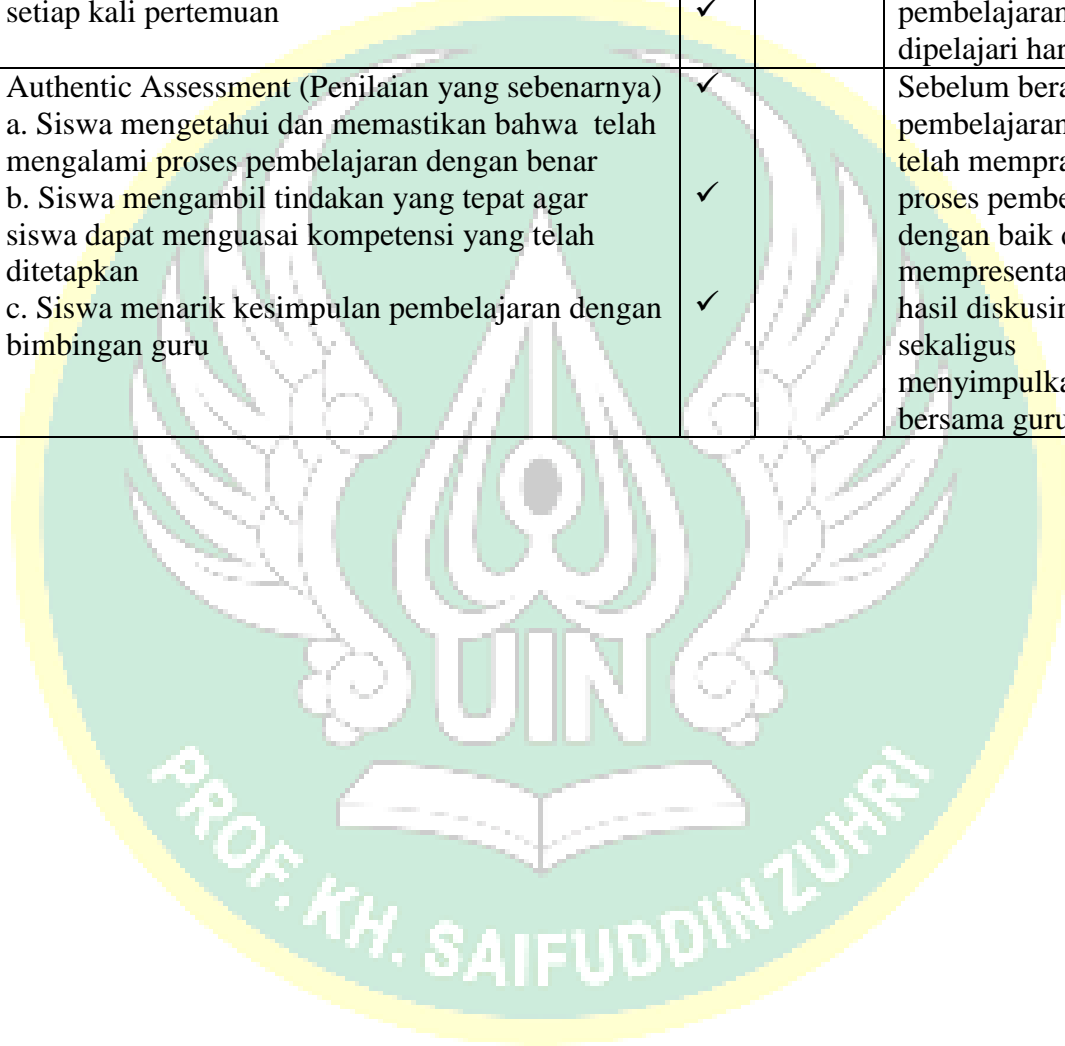 setiap kali pertemuan
✓
pembelajaran
dipelajari
Authentic Assessment (Penilaian yang sebenarnya)
a. Siswa mengetahui dan memastikan bahwa telah
mengalami proses pembelajaran dengan benar
b. Siswa mengambil tindakan yang tepat agar
siswa dapat menguasai kompetensi yang telah
ditetapkan
c. Siswa menarik kesimpulan pembelajaran dengan
bimbingan guru
✓
✓
✓
Sebelum
pembelajaran
telah
proses
dengan baik
hasil
sekaligus
bersama guru
UIN
PROF. KH. SAIFUDDIN ZUHRI